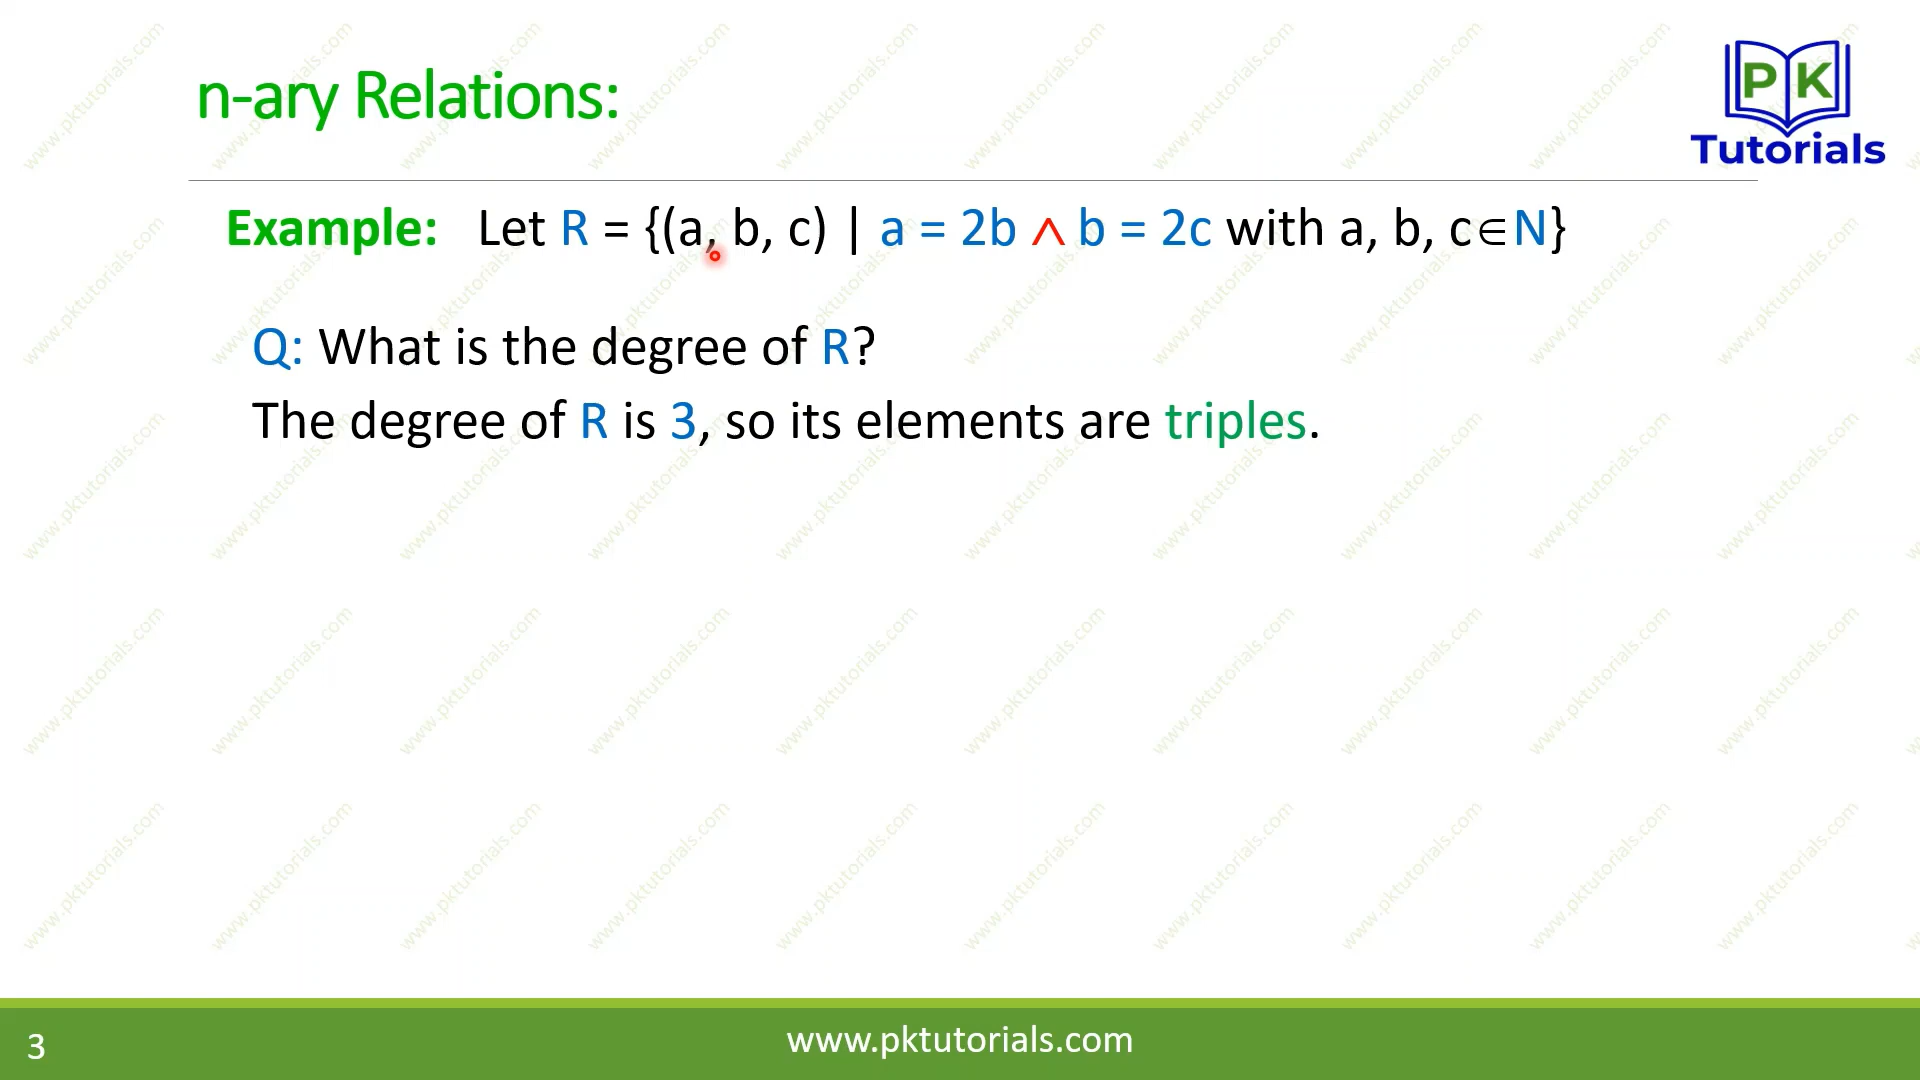 n-ary Relations:
PK
Tutorials
Example: Let R = {(a, b, c) | a = 2b ∧ b = 2c with a, b, c∈N}
Q: What is the degree of R?
The degree of R is 3, so its elements are triples.
3
www.pktutorials.com